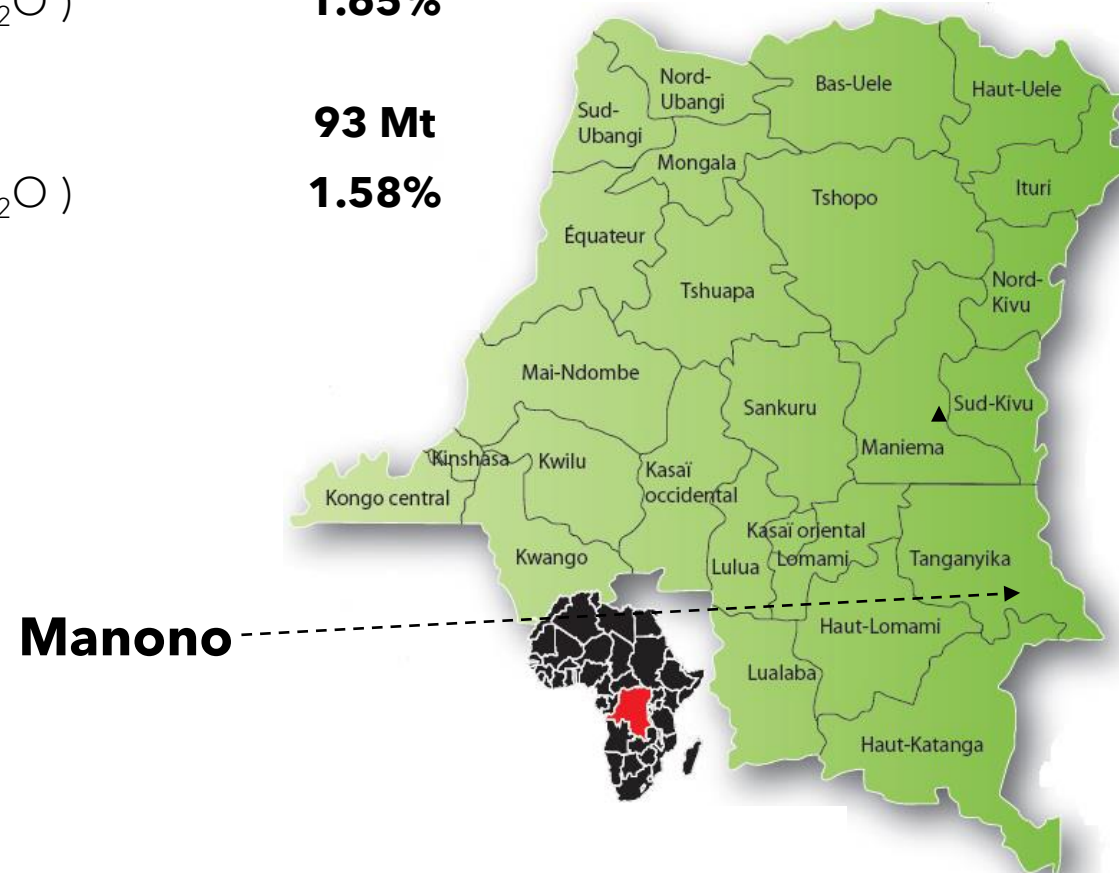 ₂O ) 1.65%
93 Mt
₂O ) 1.58%
Nord-
Ubangi
Bas-Uele
Haut-Uele
Sud-
Ubangi
Mongala
Tshopo
Ituri
Équateur
Tshuapa
Nord-
Kivu
Mai-Ndombe
Sankuru
Sud-Kivu
Kinshasa
Kwilu
Kasaï
occidental
Maniema
Kongo central
Kwango
Lulua
Kasaï oriental
Lomami
Tanganyika
Manono
Haut-Lomami
Lualaba
Haut-Katanga